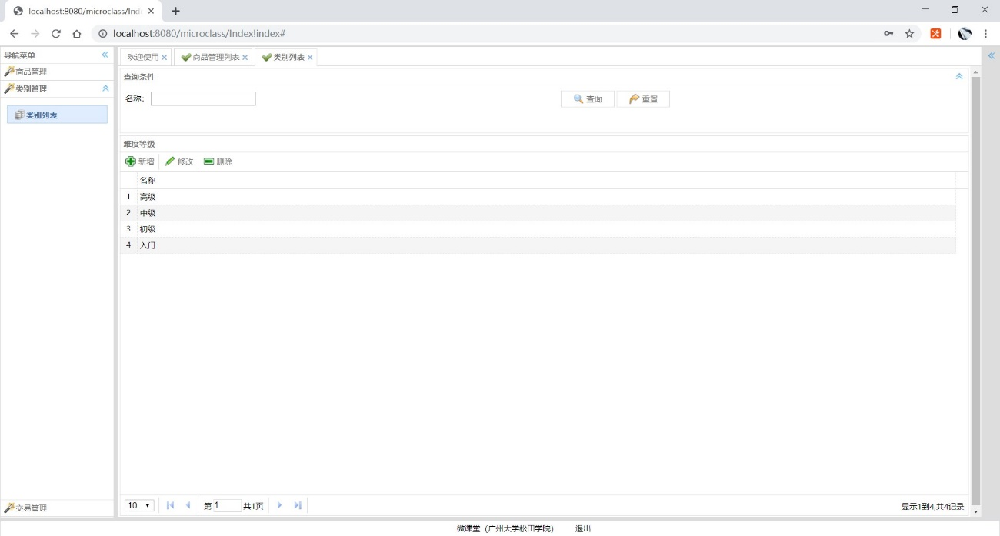 localhost:8080/microclass/Ind
localhost:8080/microclass/Index!index#
导航菜单
商品管理
类别管理
类别列表
交易管理
欢迎使用 商品管理列表 类别列表
查询条件
名称: 查询 重置
难度等级
新增 修改 删除
名称
1 高级
2 中级
3 初级
4 入门
10 第 1 共1页 显示1到4,共4记录
微课堂 (广州大学松田学院) 退出